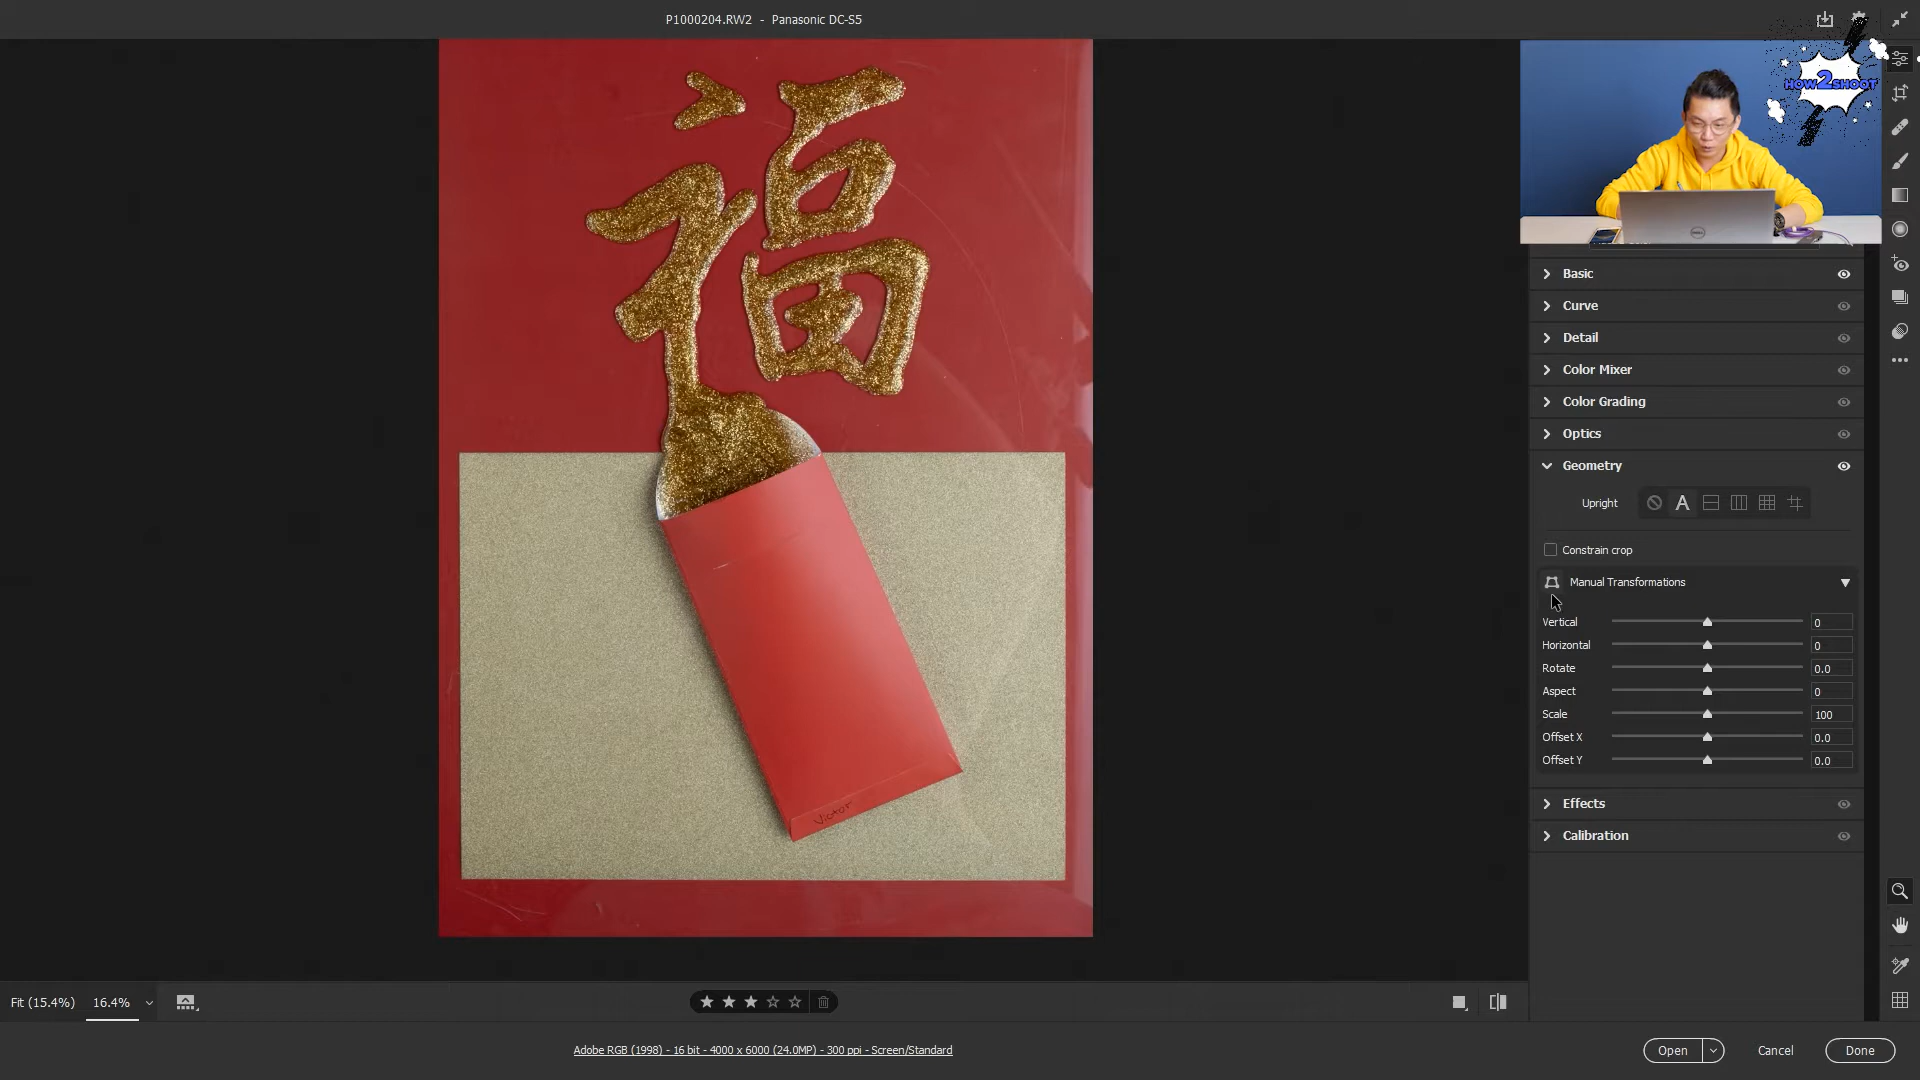 P1000204.RW2 - Panasonic DC-S5
HOW2SHOOT
福
Victor
Basic
Curve
Detail
Color Mixer
Color Grading
Optics
Geometry
Upright
A
Constrain crop
Manual Transformations
Vertical 0
Horizontal 0
Rotate 0.0
Aspect 0
Scale 100
Offset X 0.0
Offset Y 0.0
Effects
Calibration
Fit (15.4%) 16.4%
Adobe RGB (1998) - 16 bit - 4000 x 6000 (24.0MP) - 300 ppi - Screen/Standard
Open Cancel Done